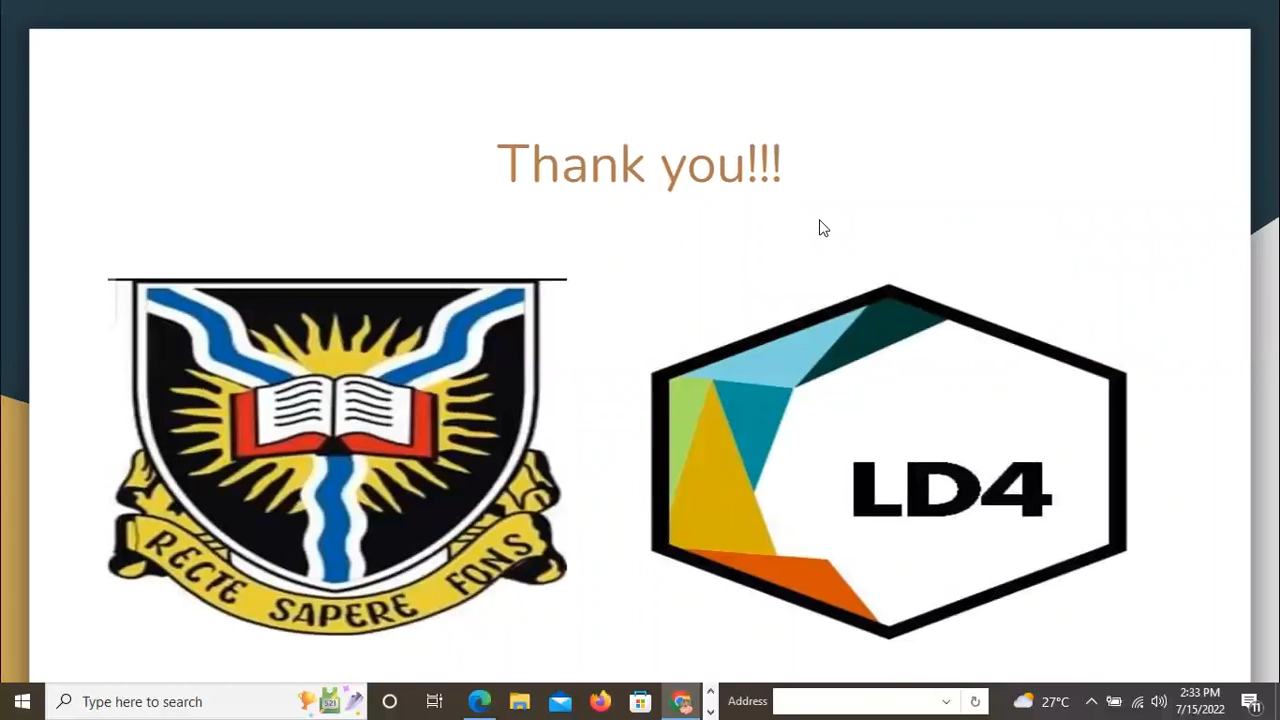 Thank you!!!
RECTE SAPERE FONS
LD4
Type here to search
Address
27°C
2:33 PM
7/15/2022
11